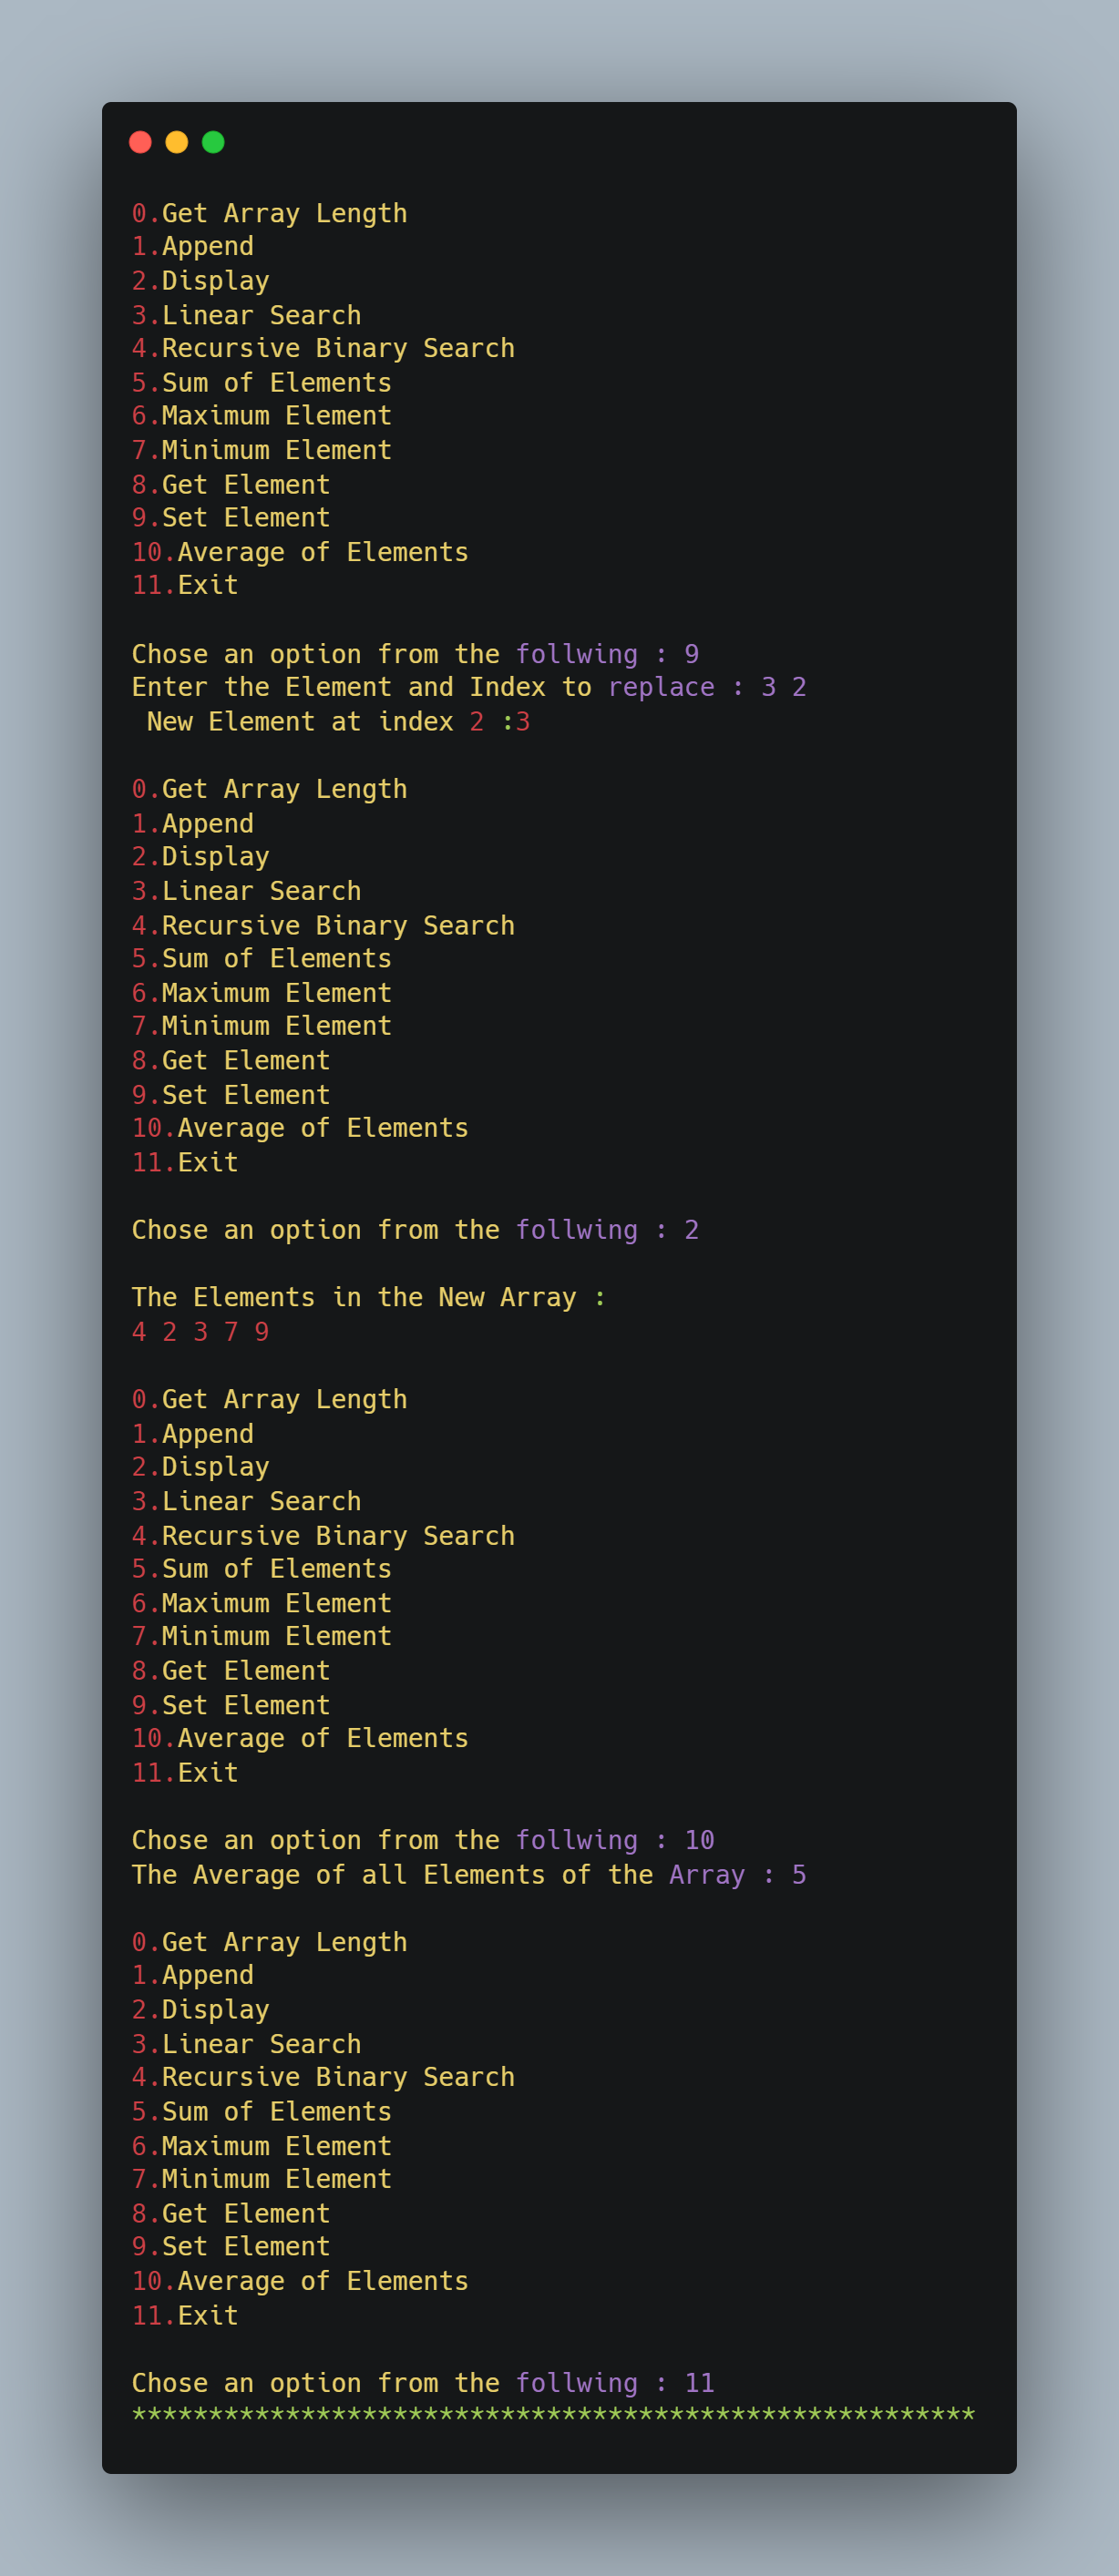 0.Get Array Length
1.Append
2.Display
3.Linear Search
4.Recursive Binary Search
5.Sum of Elements
6.Maximum Element
7.Minimum Element
8.Get Element
9.Set Element
10.Average of Elements
11.Exit
Chose an option from the follwing : 9
Enter the Element and Index to replace : 3 2
New Element at index 2 :3
0.Get Array Length
1.Append
2.Display
3.Linear Search
4.Recursive Binary Search
5.Sum of Elements
6.Maximum Element
7.Minimum Element
8.Get Element
9.Set Element
10.Average of Elements
11.Exit
Chose an option from the follwing : 2
The Elements in the New Array :
4 2 3 7 9
0.Get Array Length
1.Append
2.Display
3.Linear Search
4.Recursive Binary Search
5.Sum of Elements
6.Maximum Element
7.Minimum Element
8.Get Element
9.Set Element
10.Average of Elements
11.Exit
Chose an option from the follwing : 10
The Average of all Elements of the Array : 5
0.Get Array Length
1.Append
2.Display
3.Linear Search
4.Recursive Binary Search
5.Sum of Elements
6.Maximum Element
7.Minimum Element
8.Get Element
9.Set Element
10.Average of Elements
11.Exit
Chose an option from the follwing : 11
*******************************************************